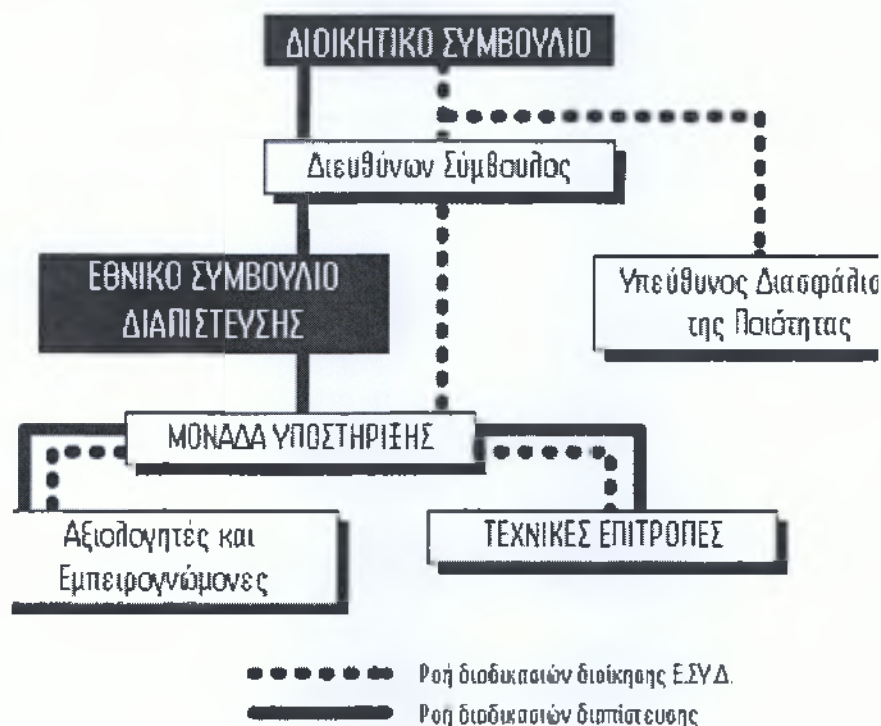 ΔΙΟΙΚΗΤΙΚΟ ΣΥΜΒΟΥΛΙΟ
Διευθύνων Σύμβουλος
ΕΘΝΙΚΟ ΣΥΜΒΟΥΛΙΟ
ΔΙΑΠΙΣΤΕΥΣΗΣ
Υπεύθυνος Διασφάλισ
της Ποιότητας
ΜΟΝΑΔΑ ΥΠΟΣΤΗΡΙΞΗΣ
Αξιολογητές και
Εμπειρογνώμονες
ΤΕΧΝΙΚΕΣ ΕΠΙΤΡΟΠΕΣ
Ροή διαδικασιών διοίκησης Ε.ΣΥ.Δ.
Ροή διαδικασιών διαπίστευσης